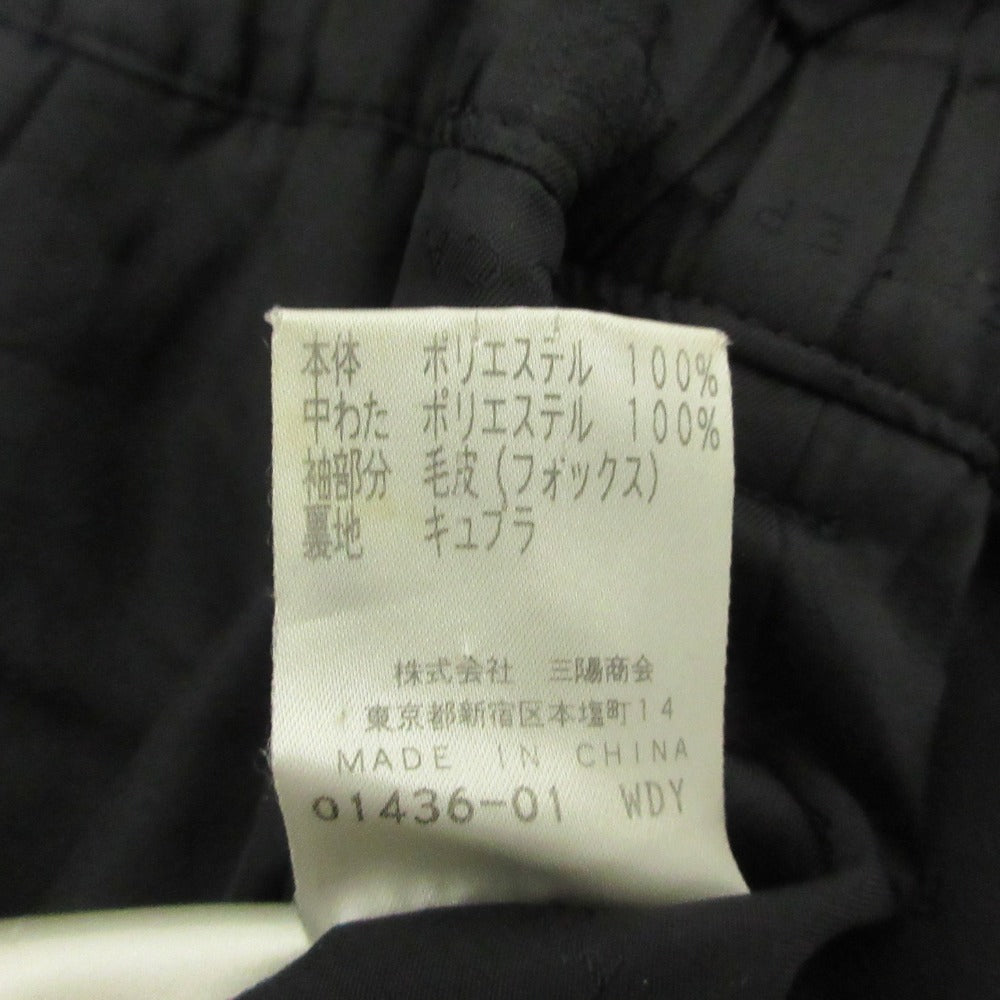 本体 ポリエステル 100%
中わた ポリエステル 100%
袖部分 毛皮(フォックス)
裏地 キュプラ
株式会社 三陽商会
東京都新宿区本塩町14
MADE IN CHINA
01436-01 WDY